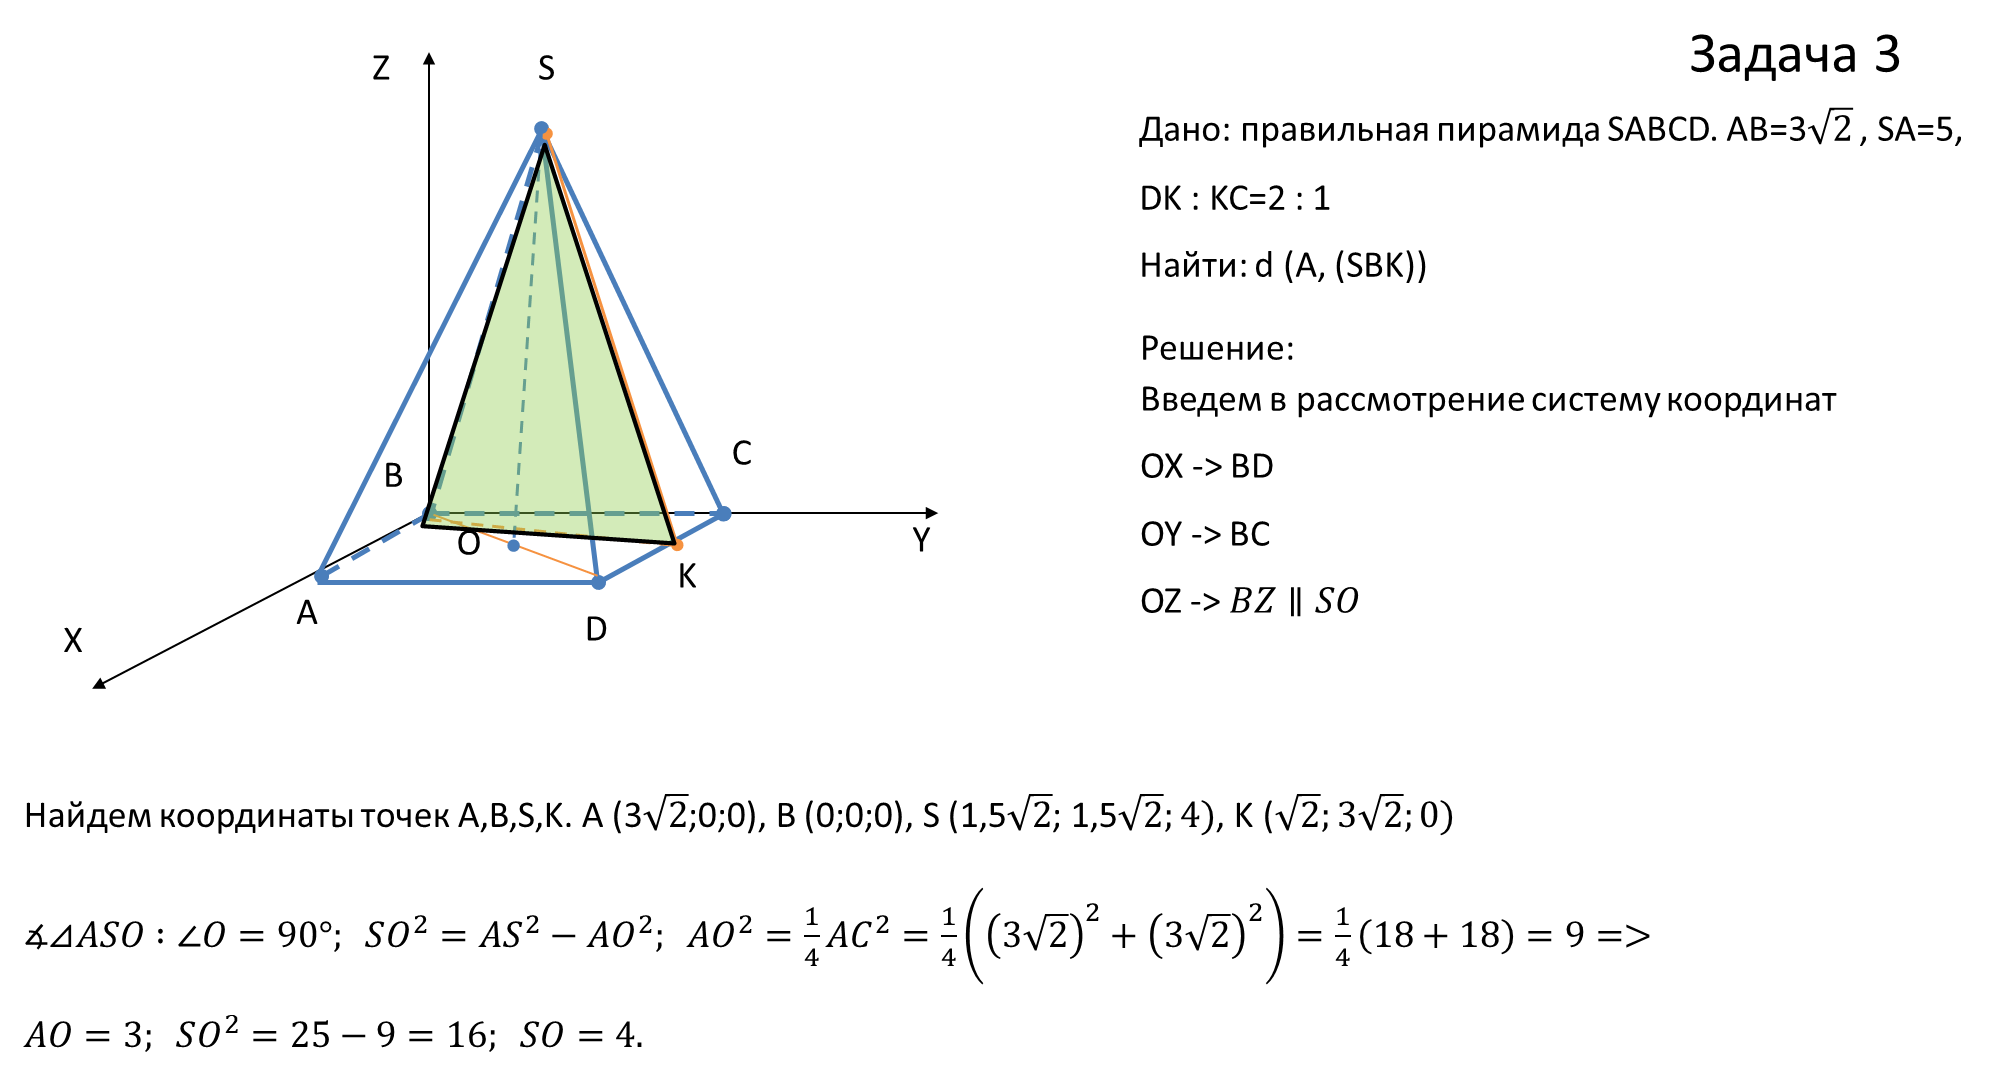 Задача 3
Z
S
Дано: правильная пирамида SABCD. AB=3√2 , SA=5,
DK : KC=2 : 1
Найти: d (A, (SBK))
Решение:
Введем в рассмотрение систему координат
OX -> BD
OY -> BC
OZ -> BZ ∥ SO
B
C
O
Y
K
A
D
X
Найдем координаты точек A,B,S,K. A (3√2;0;0), B (0;0;0), S (1,5√2; 1,5√2; 4), K (√2; 3√2; 0)
∡⊿ASO : ∠O = 90°; SO² = AS² − AO²; AO² = 1/4 AC² = 1/4((3√2)² + (3√2)²) = 1/4(18 + 18) = 9 =>
AO = 3; SO² = 25 − 9 = 16; SO = 4.